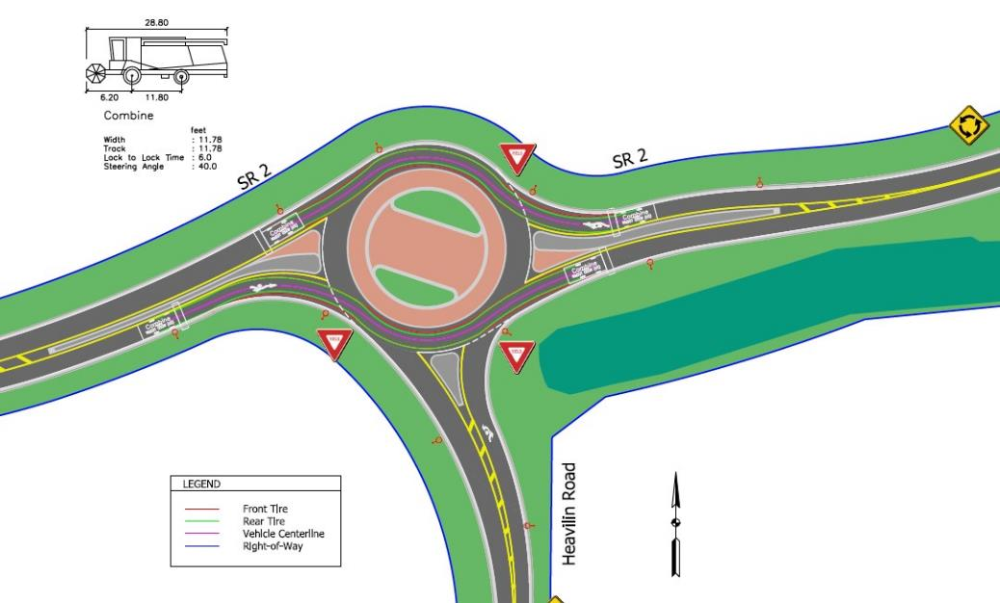 28.80
6.20
11.80
Combine
feet
Width : 11.78
Track : 11.78
Lock to Lock Time : 6.0
Steering Angle : 40.0
SR 2
SR 2
YIELD
Combine
Combine
Combine
Combine
YIELD
YIELD
Heavilin Road
LEGEND
Front Tire
Rear Tire
Vehicle Centerline
Right-of-Way